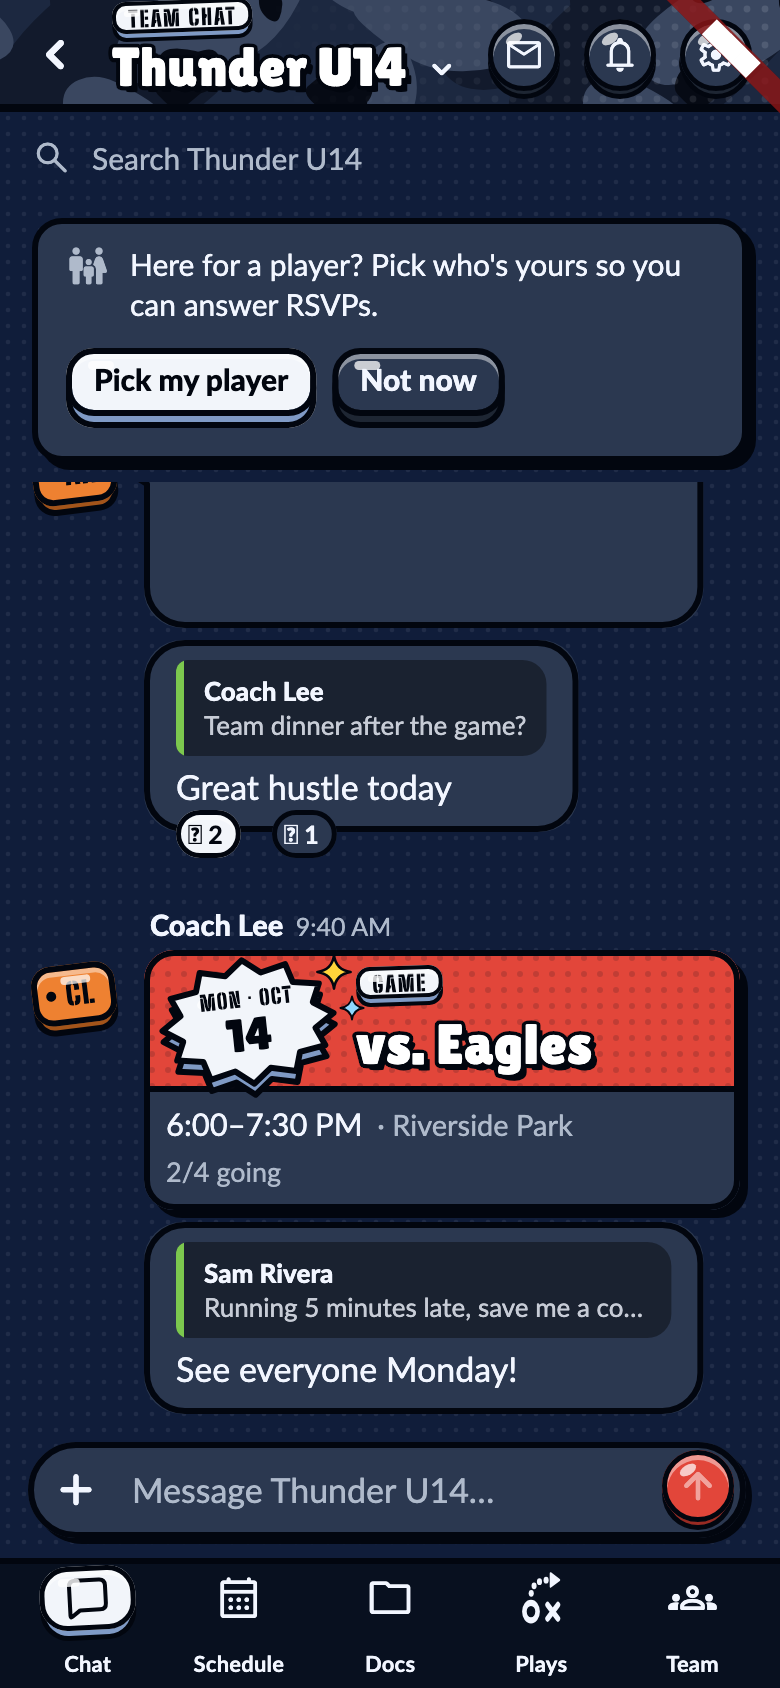 TEAM CHAT
Thunder U14
Search Thunder U14
Here for a player? Pick who's yours so you
can answer RSVPs.
Pick my player
Not now
Coach Lee
Team dinner after the game?
Great hustle today
2
1
Coach Lee 9:40 AM
CL
MON · OCT
14
GAME
vs. Eagles
6:00–7:30 PM · Riverside Park
2/4 going
Sam Rivera
Running 5 minutes late, save me a co...
See everyone Monday!
Message Thunder U14...
OX
Chat
Schedule
Docs
Plays
Team